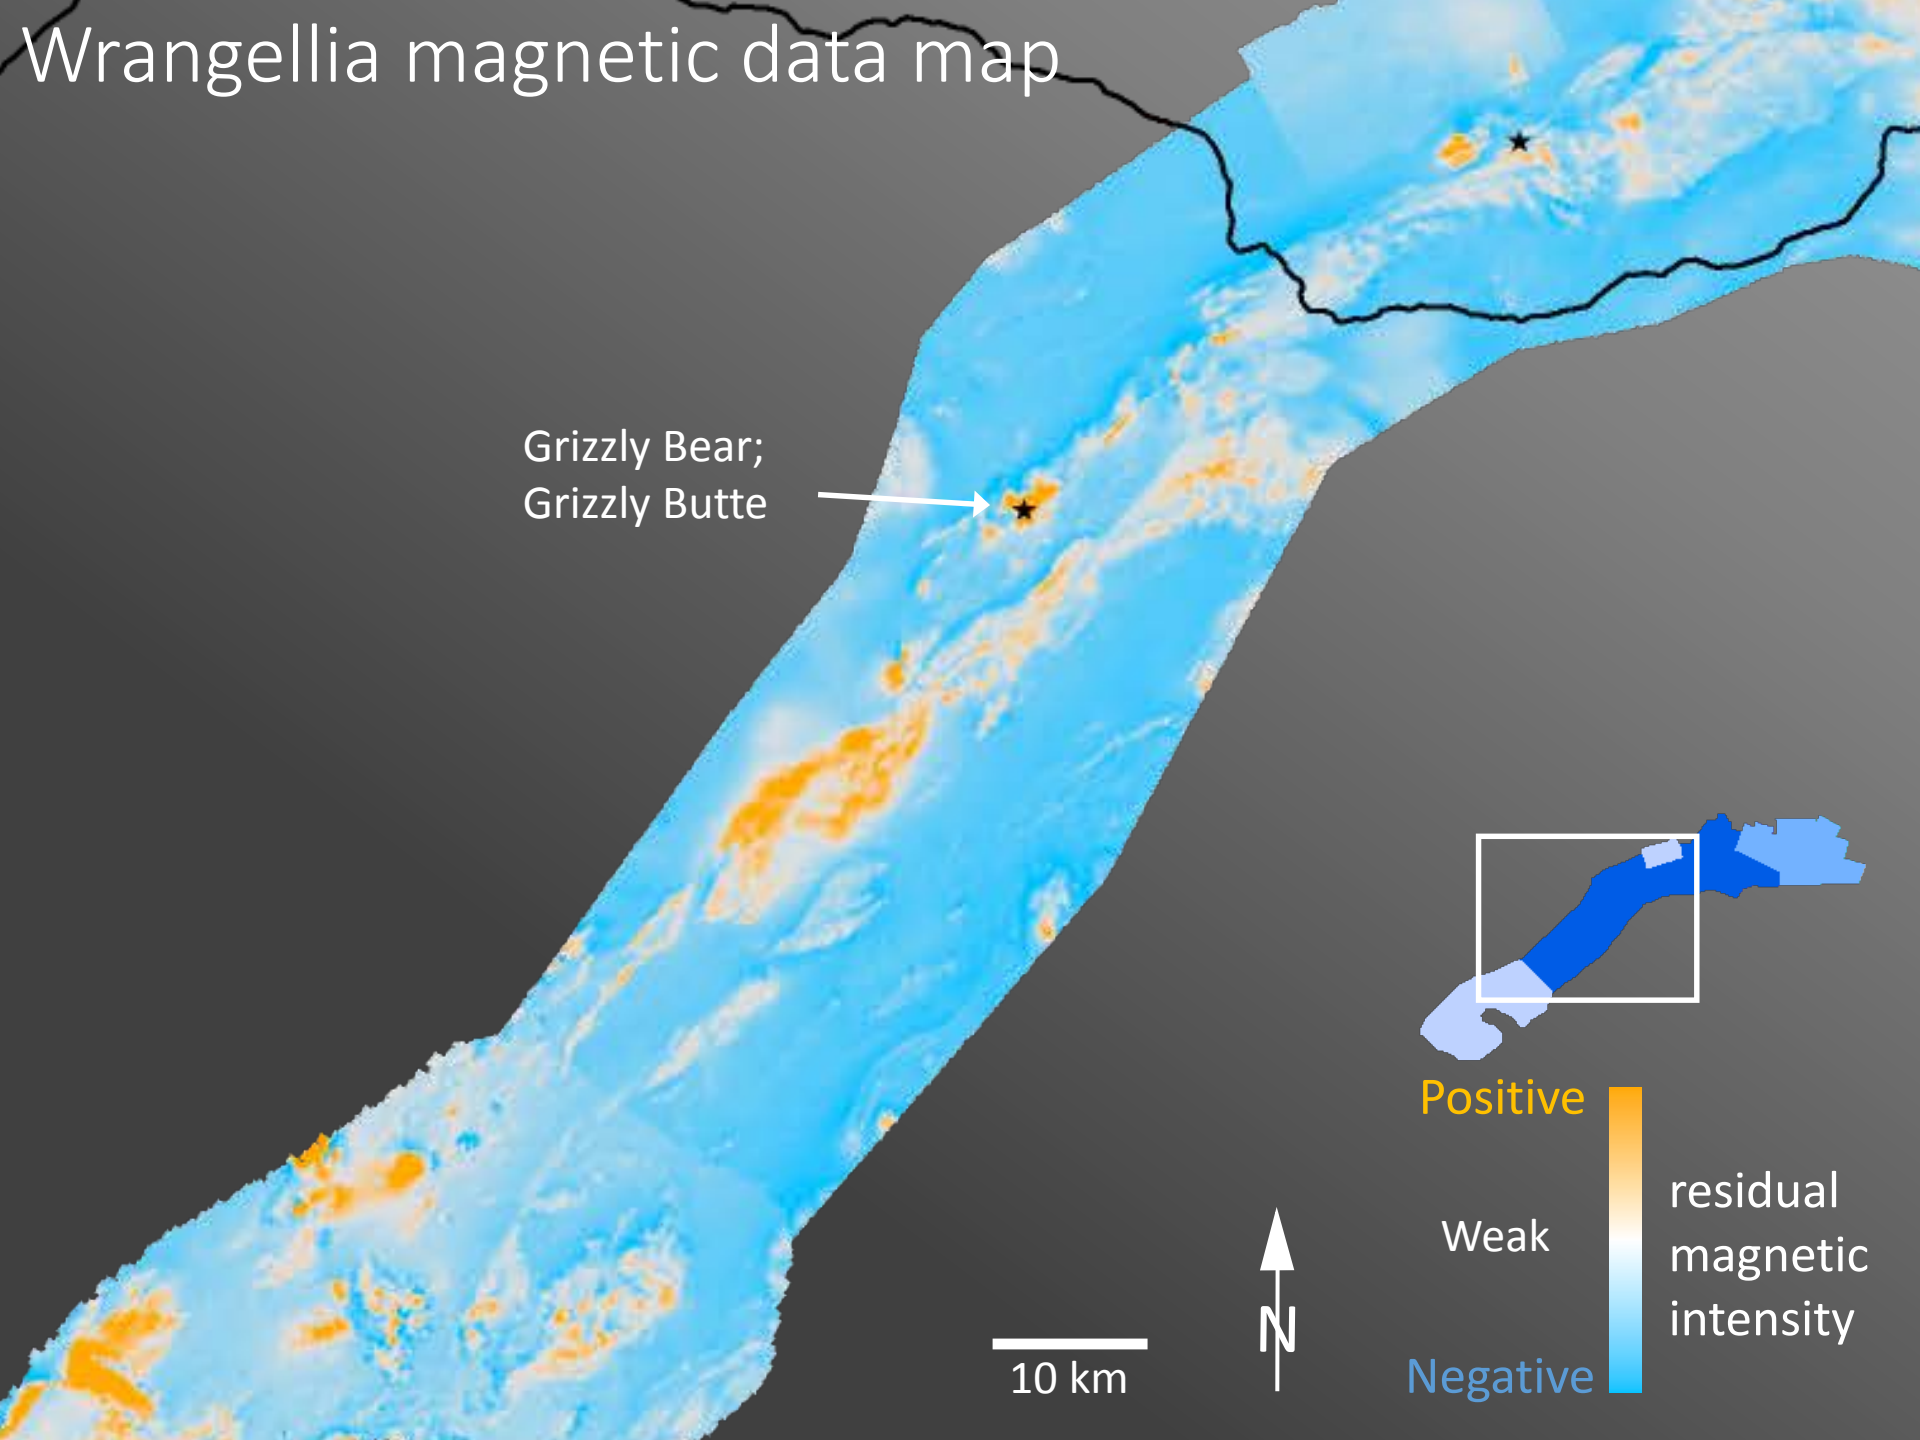 Wrangellia magnetic data map
Grizzly Bear;
Grizzly Butte
Positive
Weak
Negative
residual
magnetic
intensity
N
10 km